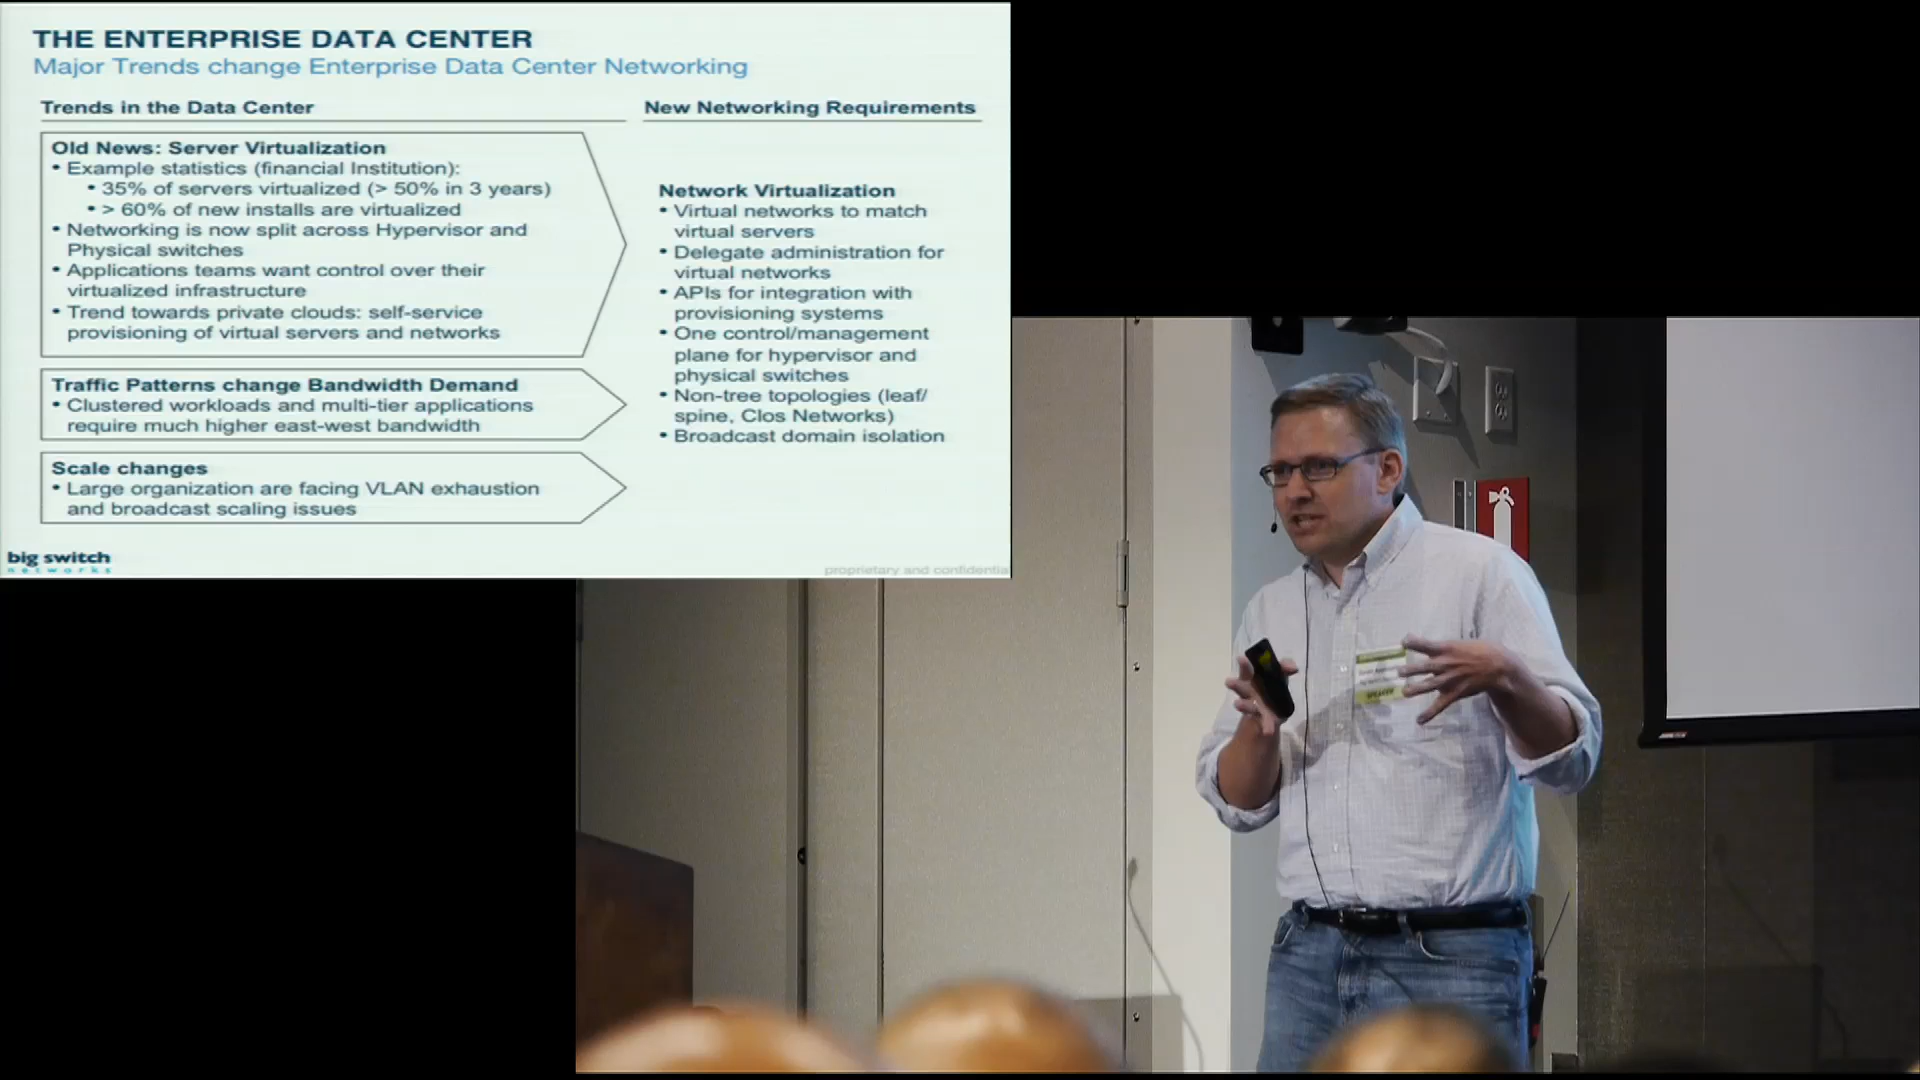 THE ENTERPRISE DATA CENTER
Major Trends change Enterprise Data Center Networking
Trends in the Data Center
Old News: Server Virtualization
• Example statistics (financial Institution):
• 35% of servers virtualized (> 50% in 3 years)
• > 60% of new installs are virtualized
• Networking is now split across Hypervisor and
Physical switches
• Applications teams want control over their
virtualized infrastructure
• Trend towards private clouds: self-service
provisioning of virtual servers and networks
Traffic Patterns change Bandwidth Demand
• Clustered workloads and multi-tier applications
require much higher east-west bandwidth
Scale changes
• Large organization are facing VLAN exhaustion
and broadcast scaling issues
New Networking Requirements
Network Virtualization
• Virtual networks to match
virtual servers
• Delegate administration for
virtual networks
• APIs for integration with
provisioning systems
• One control/management
plane for hypervisor and
physical switches
• Non-tree topologies (leaf/
spine, Clos Networks)
• Broadcast domain isolation
big switch
networks
proprietary and confidentia
SPEAKER